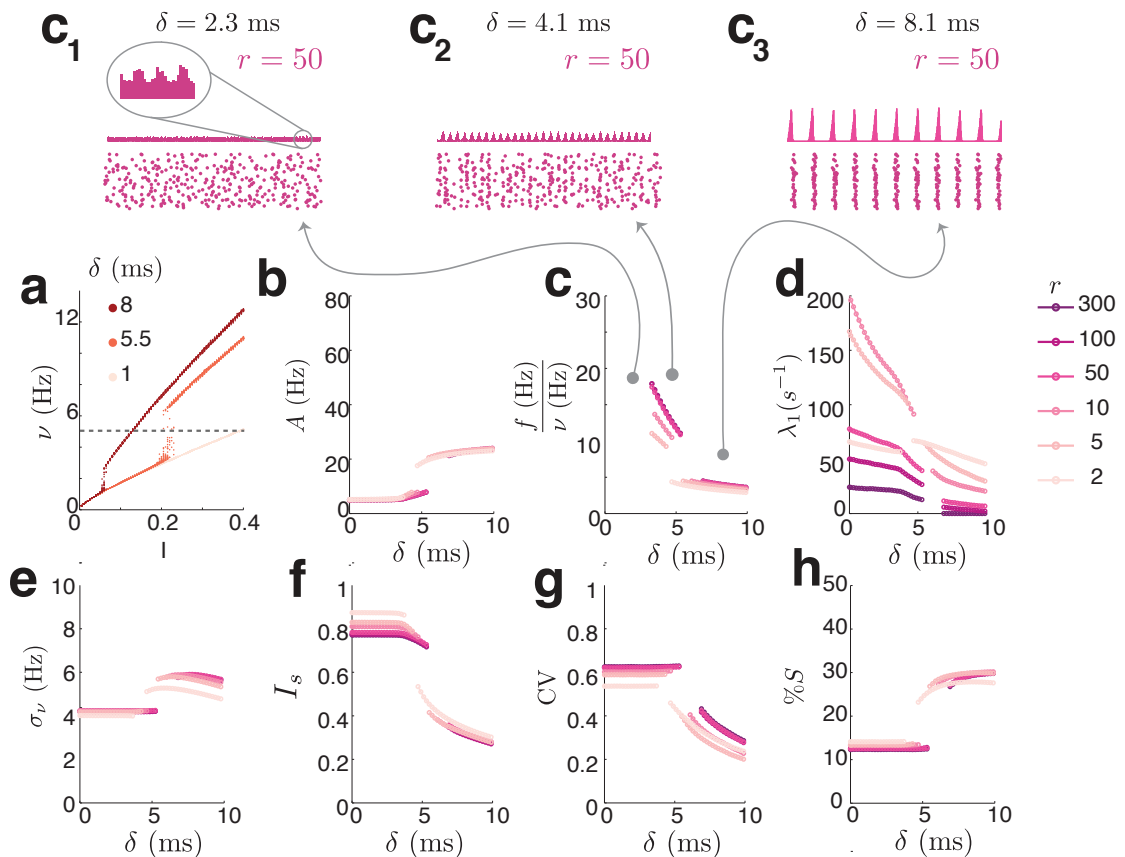 c1 δ = 2.3 ms
r = 50
c2 δ = 4.1 ms
r = 50
c3 δ = 8.1 ms
r = 50
a
δ (ms)
8
5.5
1
12
6
0
ν (Hz)
0 0.2 0.4
I
b
80
60
40
20
0
A (Hz)
0 5 10
δ (ms)
c
30
20
10
0
f (Hz)
ν (Hz)
0 5 10
δ (ms)
d
200
150
100
50
0
λ1(s−1)
0 5 10
δ (ms)
r
300
100
50
10
5
2
e
10
8
6
4
2
0
σν (Hz)
0 5 10
δ (ms)
f
1
0.8
0.6
0.4
0.2
0
Is
0 5 10
δ (ms)
g
1
0.8
0.6
0.4
0.2
0
CV
0 5 10
δ (ms)
h
50
40
30
20
10
0
%S
0 5 10
δ (ms)